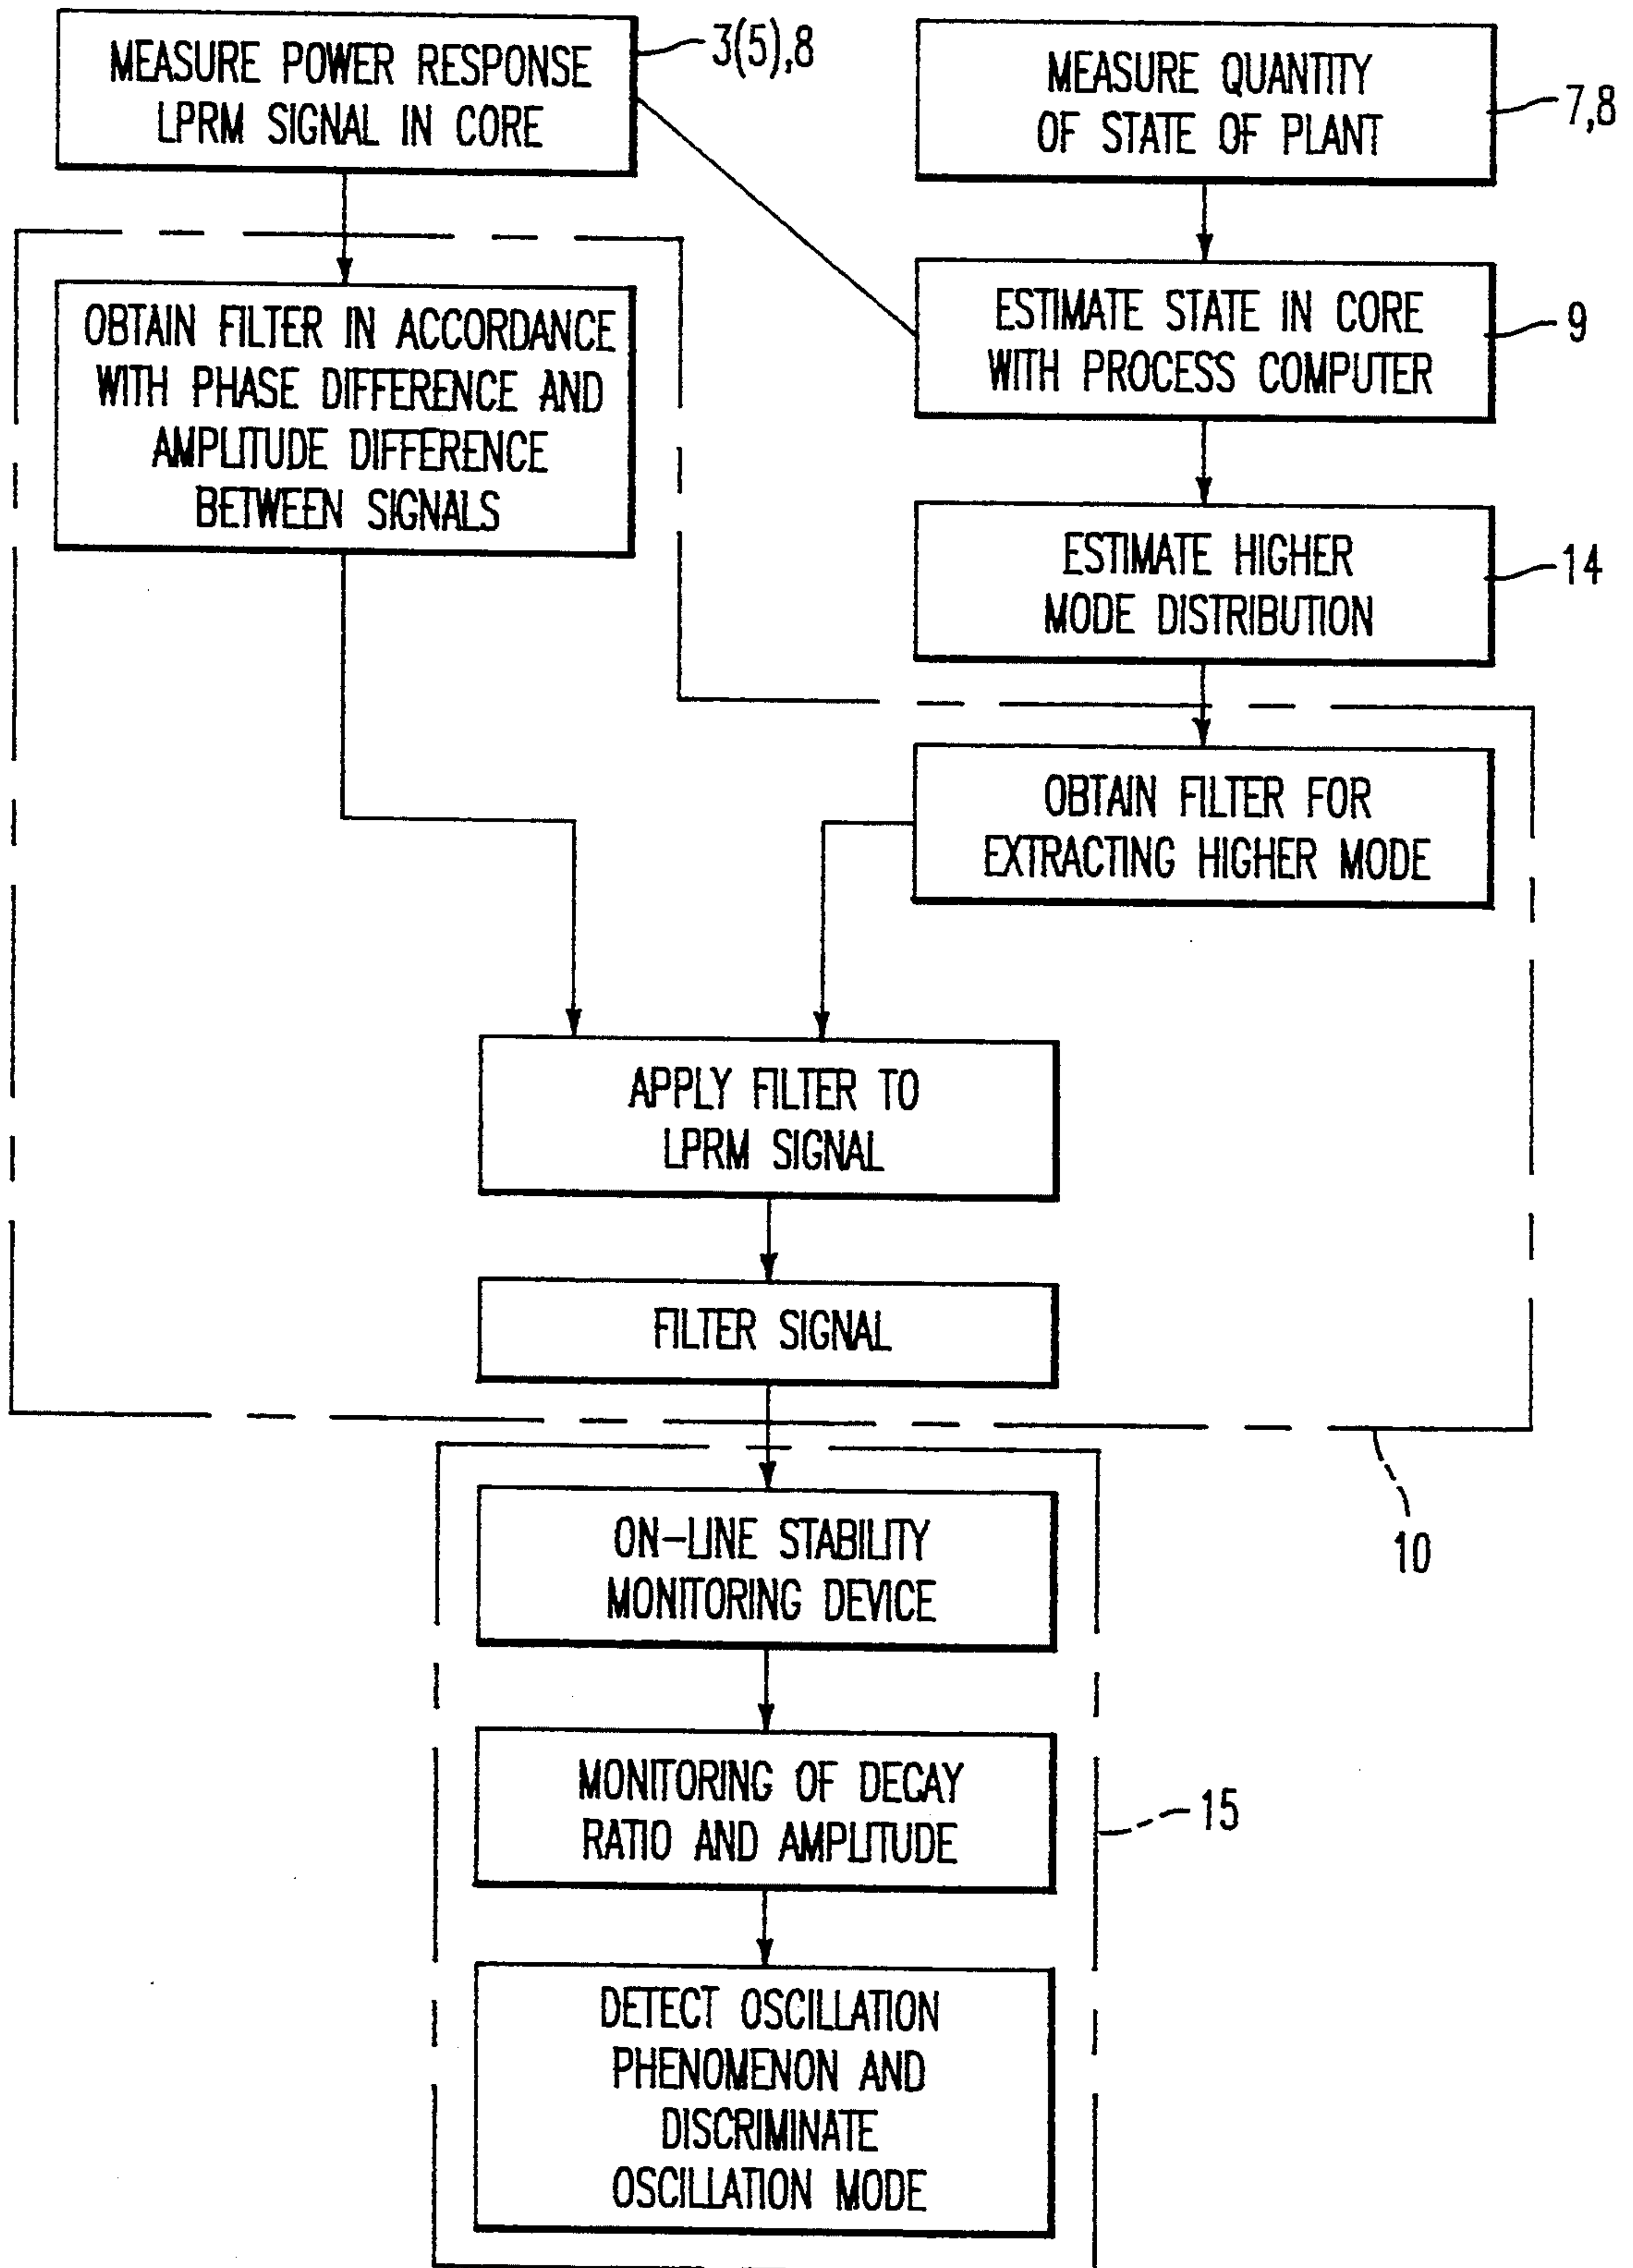 MEASURE POWER RESPONSE
LPRM SIGNAL IN CORE
3(5),8
MEASURE QUANTITY
OF STATE OF PLANT
7,8
OBTAIN FILTER IN ACCORDANCE
WITH PHASE DIFFERENCE AND
AMPLITUDE DIFFERENCE
BETWEEN SIGNALS
ESTIMATE STATE IN CORE
WITH PROCESS COMPUTER
9
ESTIMATE HIGHER
MODE DISTRIBUTION
14
OBTAIN FILTER FOR
EXTRACTING HIGHER MODE
APPLY FILTER TO
LPRM SIGNAL
FILTER SIGNAL
10
ON-LINE STABILITY
MONITORING DEVICE
MONITORING OF DECAY
RATIO AND AMPLITUDE
15
DETECT OSCILLATION
PHENOMENON AND
DISCRIMINATE
OSCILLATION MODE